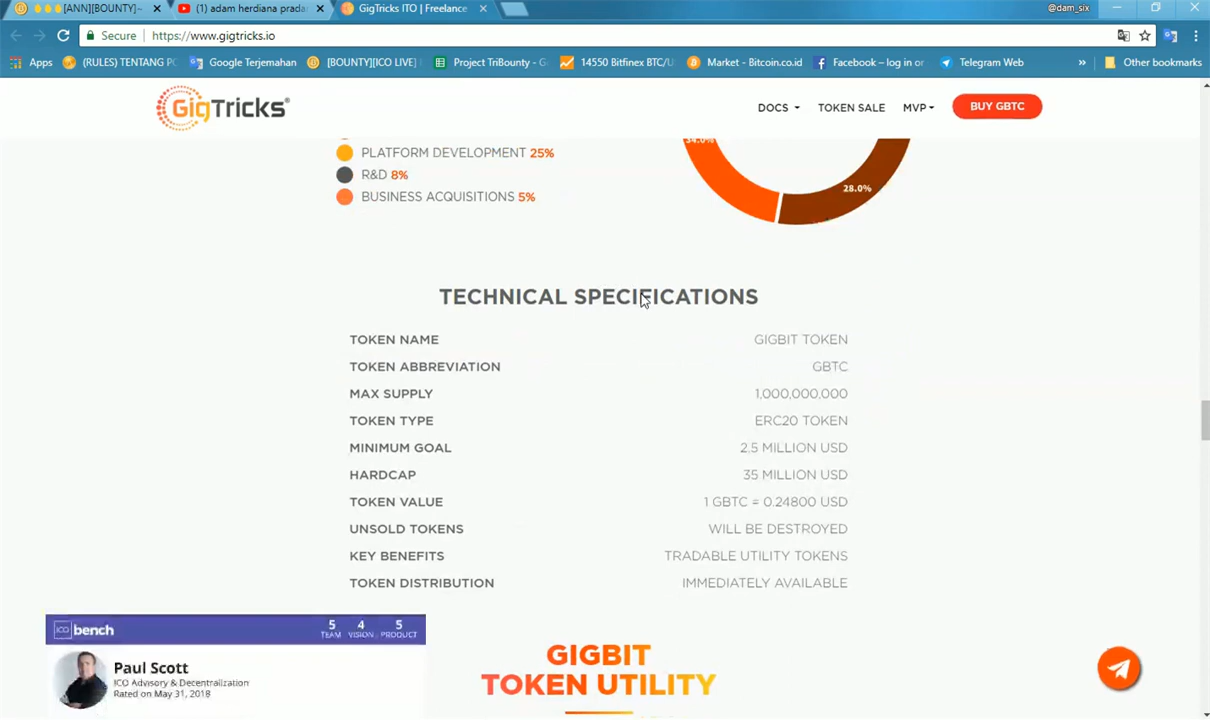 [ANN][BOUNTY]~
(1) adam herdiana prada
GigTricks ITO | Freelance
@dam_six
Secure
https://www.gigtricks.io
Apps
(RULES) TENTANG PO
Google Terjemahan
[BOUNTY][ICO LIVE]
Project TriBounty - G
14550 Bitfinex BTC/U
Market - Bitcoin.co.id
Facebook – log in or
Telegram Web
»
Other bookmarks
GigTricks®
DOCS
TOKEN SALE
MVP
BUY GBTC
PLATFORM DEVELOPMENT 25%
R&D 8%
BUSINESS ACQUISITIONS 5%
34.0%
28.0%
TECHNICAL SPECIFICATIONS
TOKEN NAME GIGBIT TOKEN
TOKEN ABBREVIATION GBTC
MAX SUPPLY 1,000,000,000
TOKEN TYPE ERC20 TOKEN
MINIMUM GOAL 2,5 MILLION USD
HARDCAP 35 MILLION USD
TOKEN VALUE 1 GBTC = 0.24800 USD
UNSOLD TOKENS WILL BE DESTROYED
KEY BENEFITS TRADABLE UTILITY TOKENS
TOKEN DISTRIBUTION IMMEDIATELY AVAILABLE
ICO bench
5 4 5
TEAM VISION PRODUCT
Paul Scott
ICO Advisory & Decentralization
Rated on May 31, 2018
GIGBIT
TOKEN UTILITY